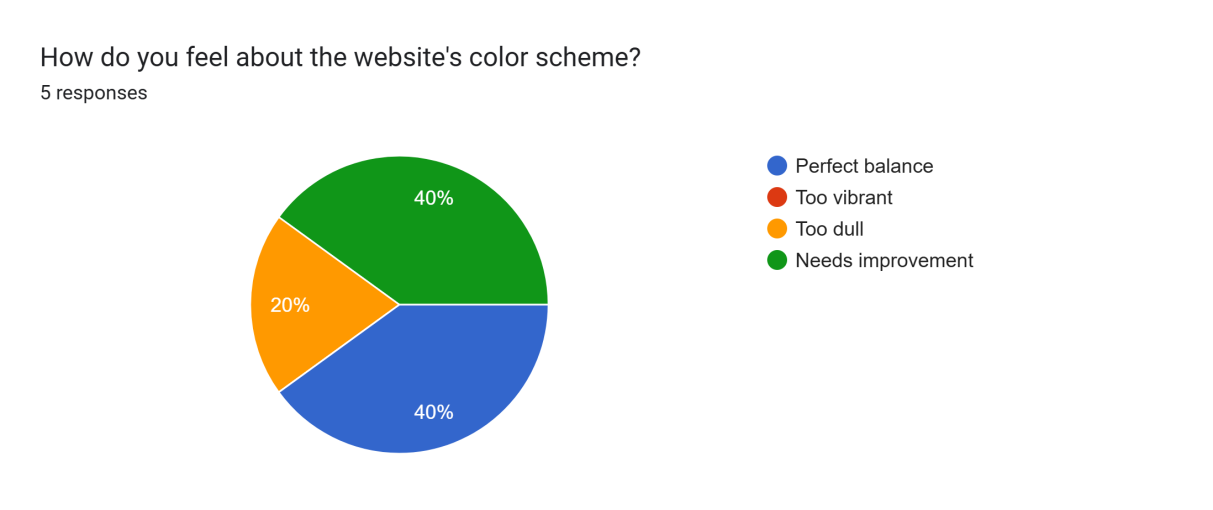 How do you feel about the website's color scheme?
5 responses
40%
20%
40%
Perfect balance
Too vibrant
Too dull
Needs improvement